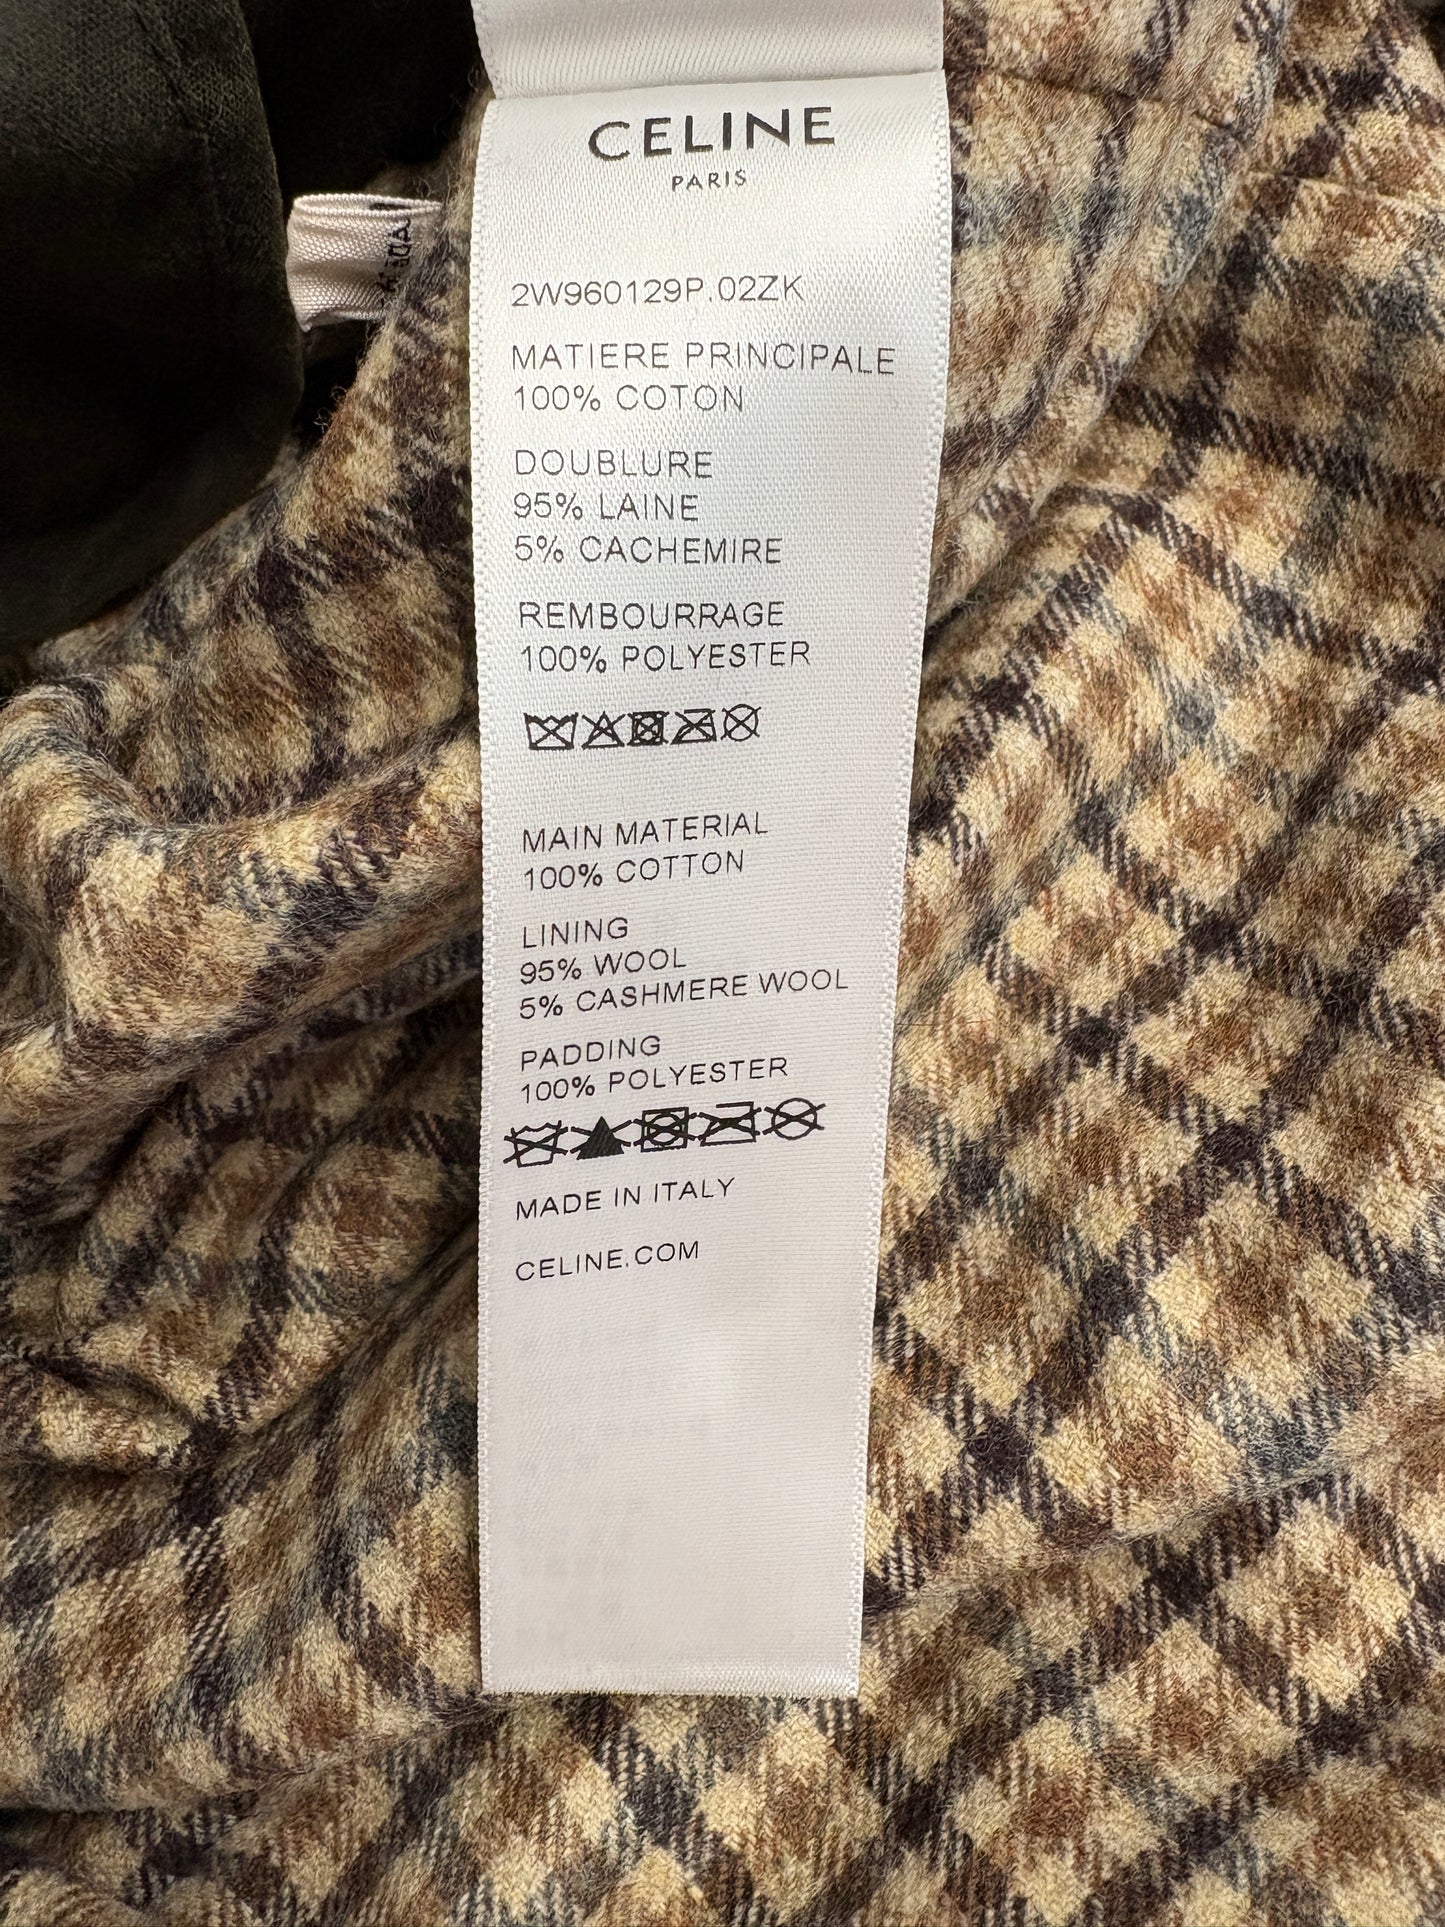 CELINE
PARIS
2W960129P.02ZK
MATIERE PRINCIPALE
100% COTON
DOUBLURE
95% LAINE
5% CACHEMIRE
REMBOURRAGE
100% POLYESTER
MAIN MATERIAL
100% COTTON
LINING
95% WOOL
5% CASHMERE WOOL
PADDING
100% POLYESTER
MADE IN ITALY
CELINE.COM